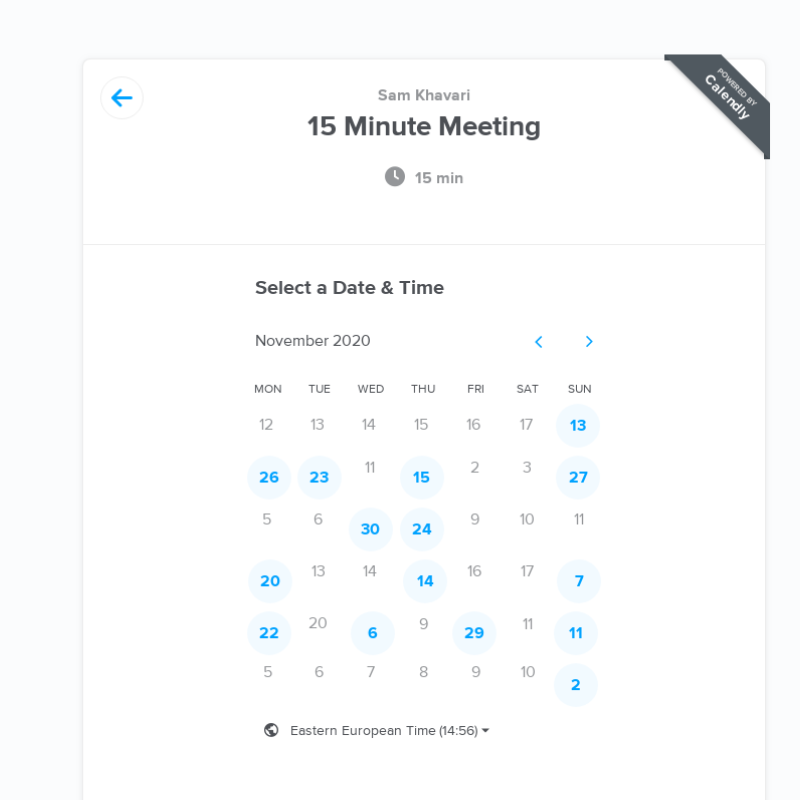 POWERED BY
Calendly
Sam Khavari
15 Minute Meeting
15 min
Select a Date & Time
November 2020
MON TUE WED THU FRI SAT SUN
12 13 14 15 16 17 13
26 23 11 15 2 3 27
5 6 30 24 9 10 11
20 13 14 14 16 17 7
22 20 6 9 29 11 11
5 6 7 8 9 10 2
Eastern European Time (14:56)